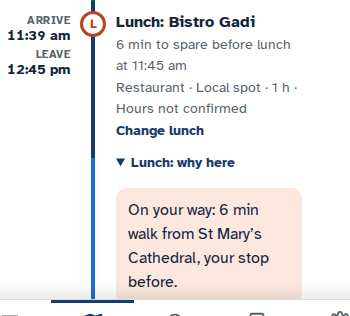 ARRIVE
11:39 am
LEAVE
12:45 pm
L
Lunch: Bistro Gadi
6 min to spare before lunch
at 11:45 am
Restaurant · Local spot · 1 h ·
Hours not confirmed
Change lunch
▼ Lunch: why here
On your way: 6 min
walk from St Mary’s
Cathedral, your stop
before.